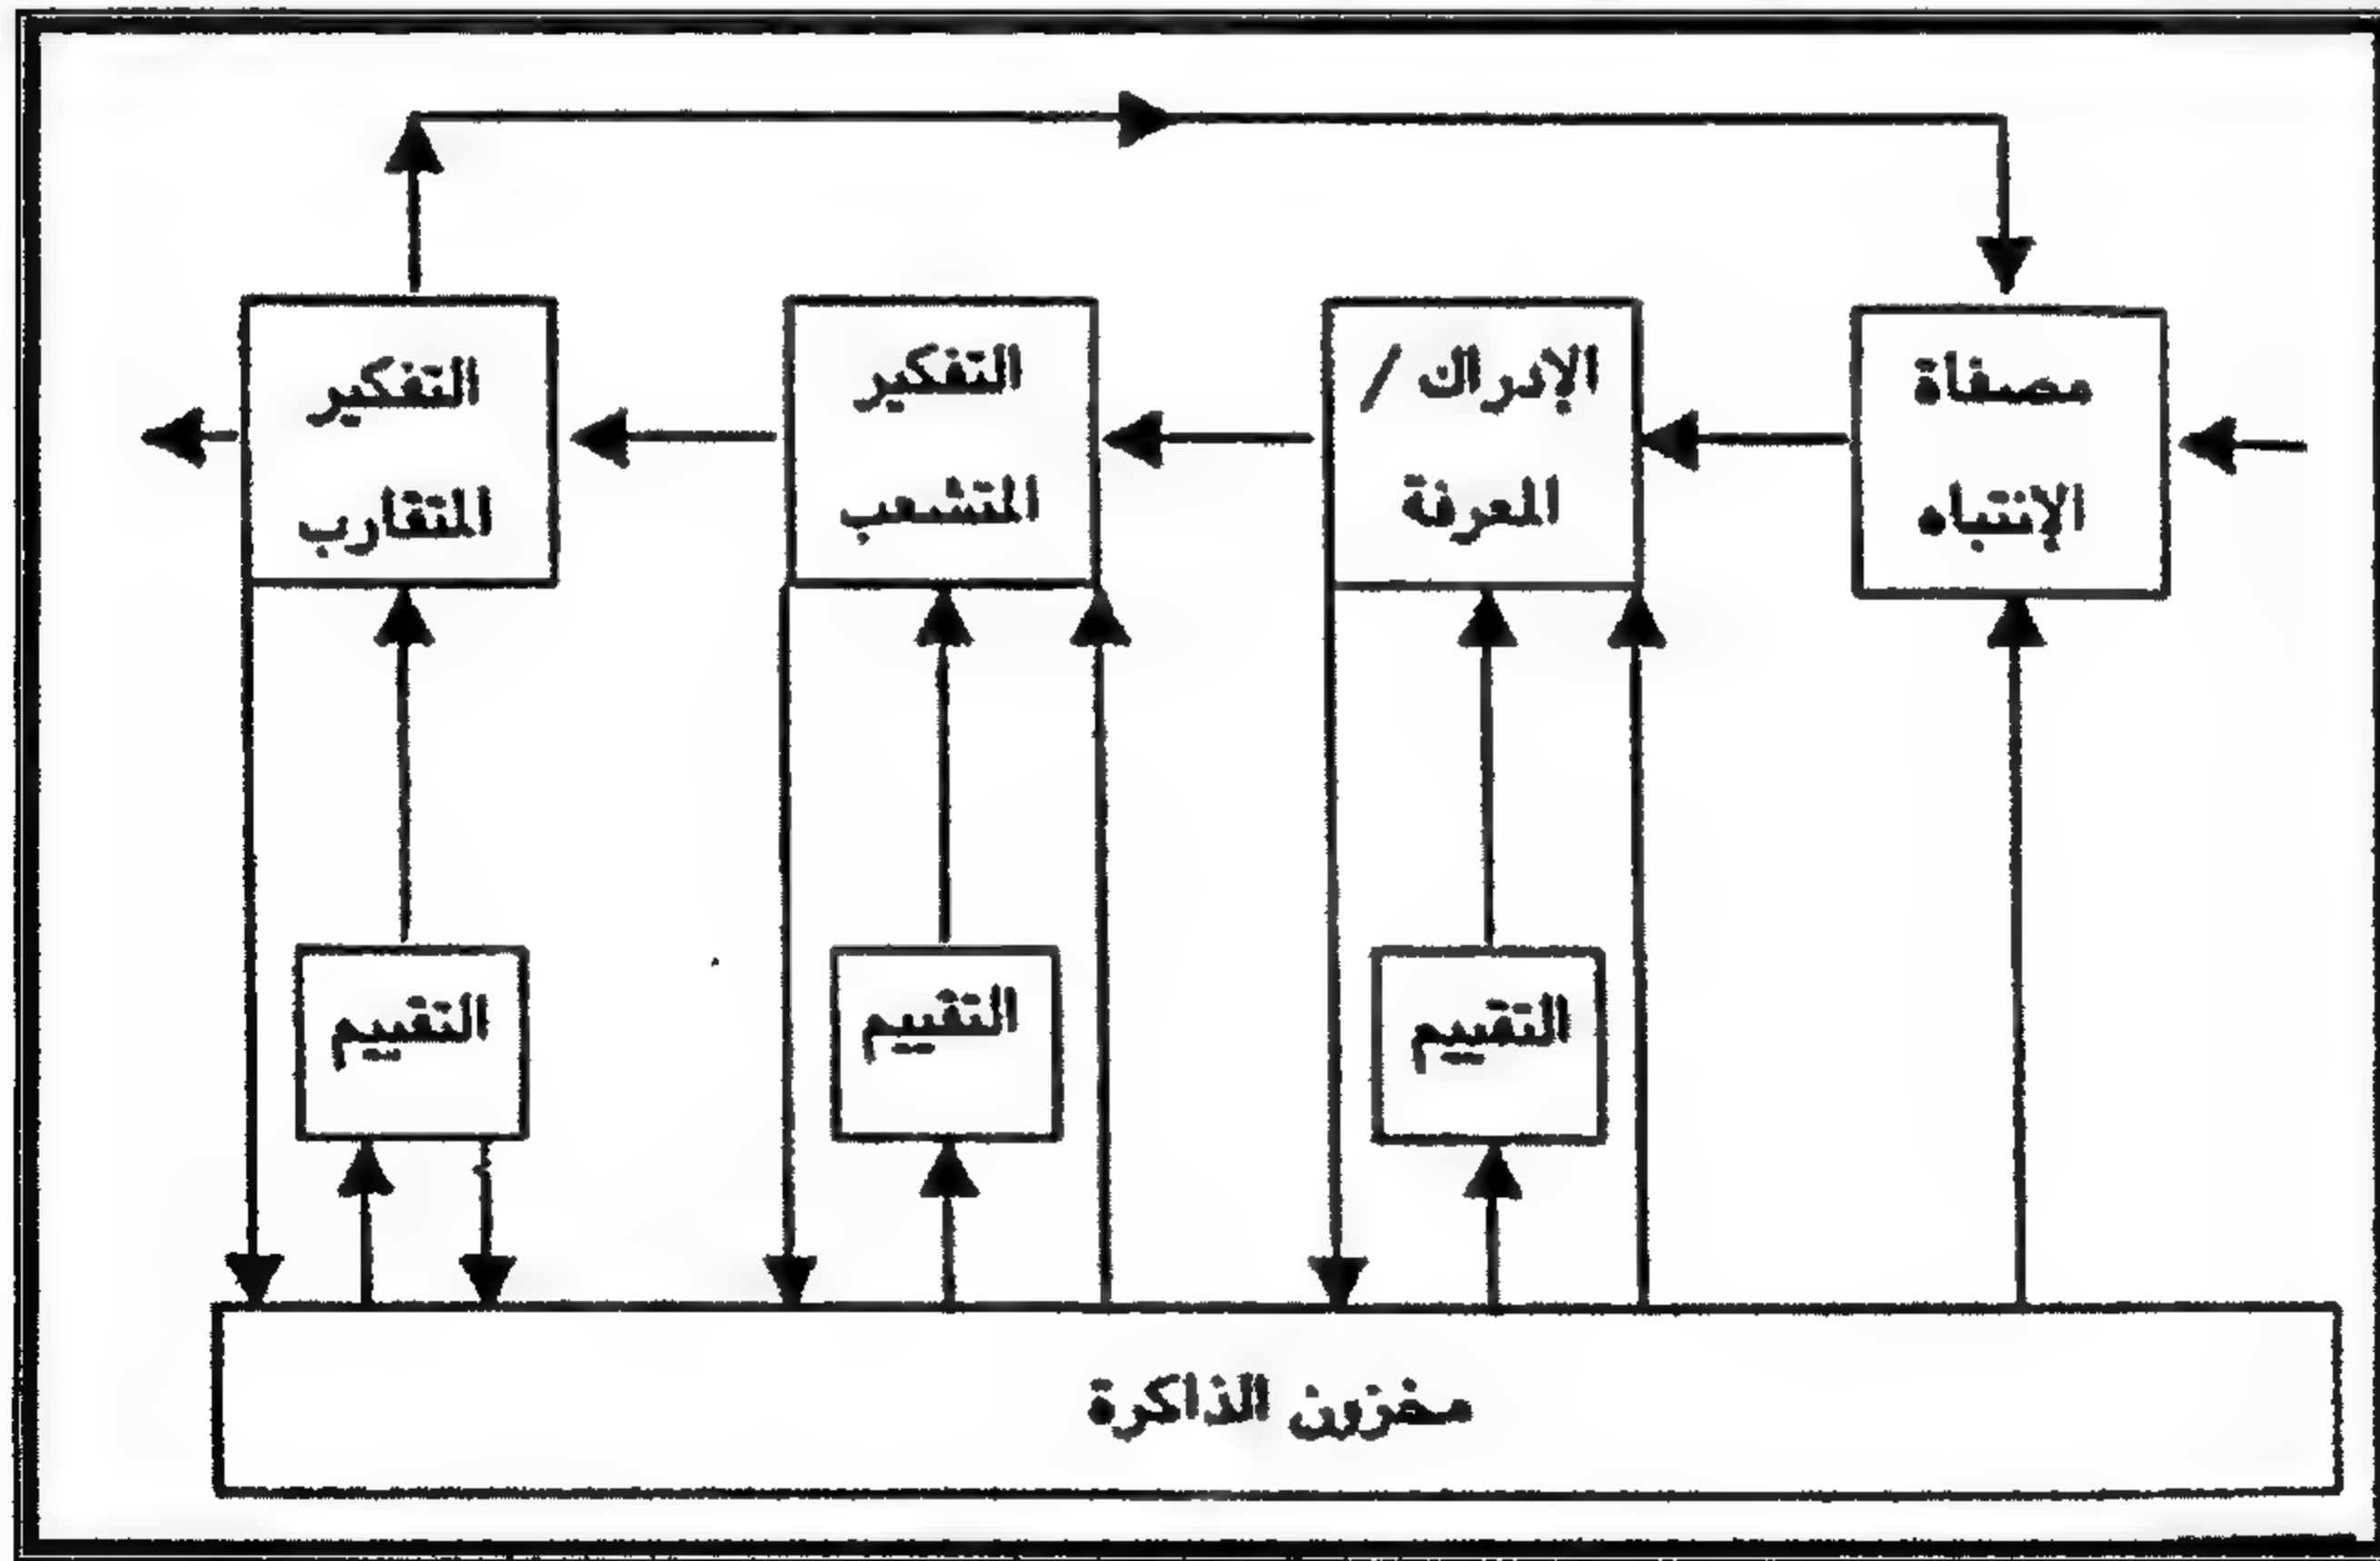 مصفاة
الإنتباه
الإدراك /
المعرفة
التفكير
المتشعب
التفكير
المتقارب
التقييم
التقييم
التقييم
مخزون الذاكرة